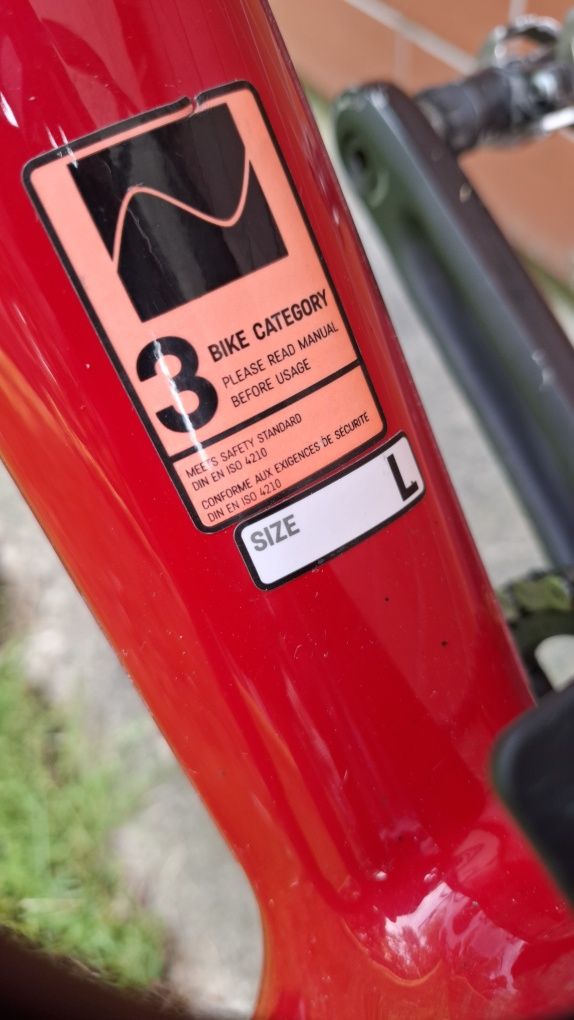 3
BIKE CATEGORY
PLEASE READ MANUAL
BEFORE USAGE
MEETS SAFETY STANDARD
DIN EN ISO 4210
CONFORME AUX EXIGENCES DE SECURITE
DIN EN ISO 4210
SIZE L